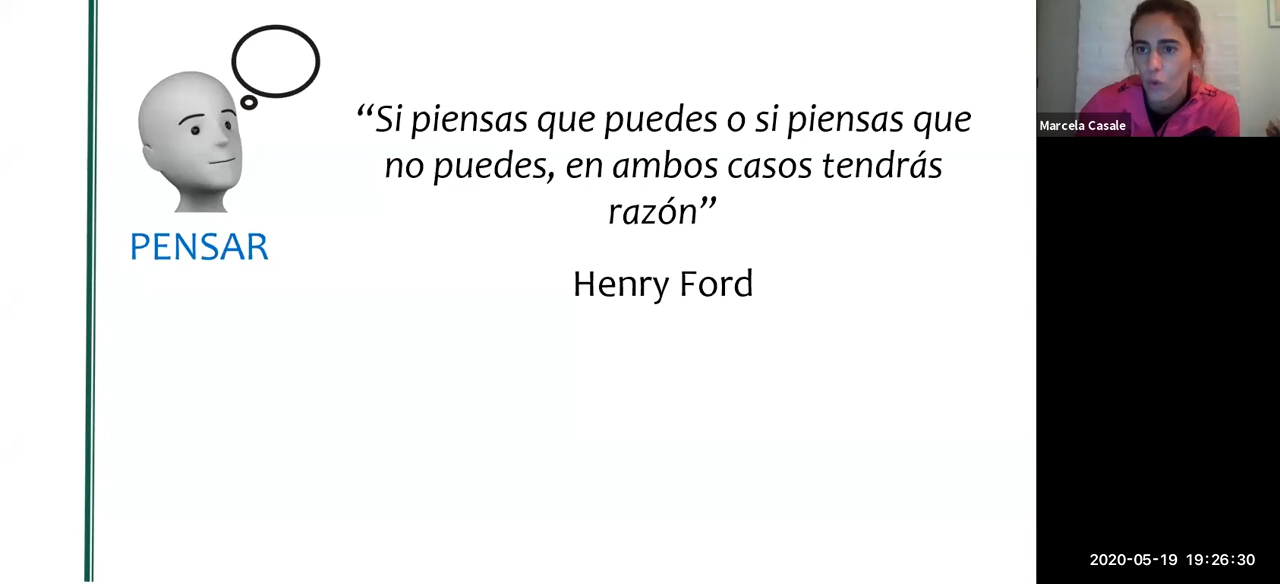 “Si piensas que puedes o si piensas que
no puedes, en ambos casos tendrás
razón”
PENSAR
Henry Ford
Marcela Casale
2020-05-19 19:26:30